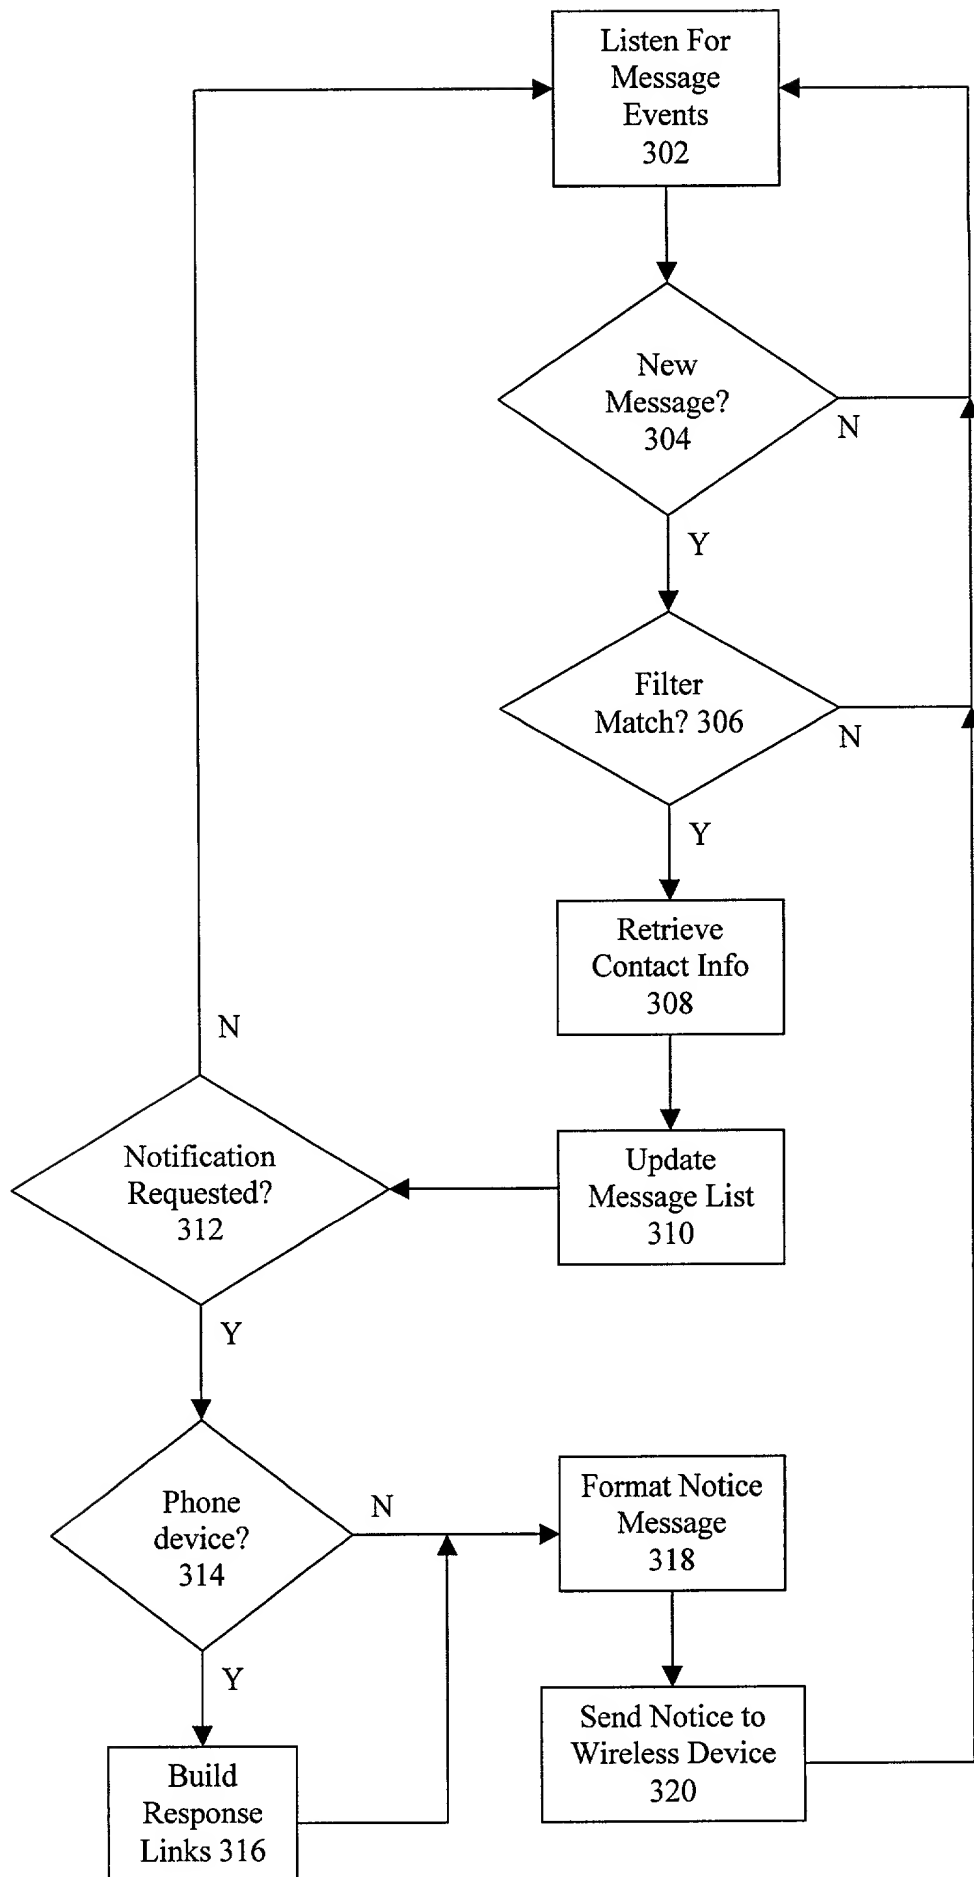 Listen For
Message
Events
302
New
Message?
304
N
Y
Filter
Match? 306
N
Y
Retrieve
Contact Info
308
N
Notification
Requested?
312
Update
Message List
310
Y
Phone
device?
314
N
Format Notice
Message
318
Y
Send Notice to
Wireless Device
320
Build
Response
Links 316